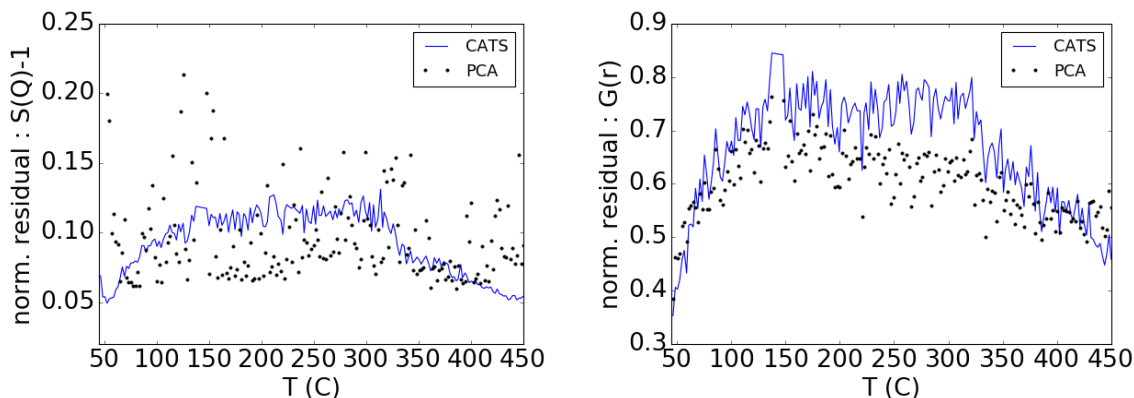 norm. residual : S(Q)-1
0.25
0.20
0.15
0.10
0.05
CATS
PCA
50 100 150 200 250 300 350 400 450
T (C)
norm. residual : G(r)
0.9
0.8
0.7
0.6
0.5
0.4
0.3
CATS
PCA
50 100 150 200 250 300 350 400 450
T (C)